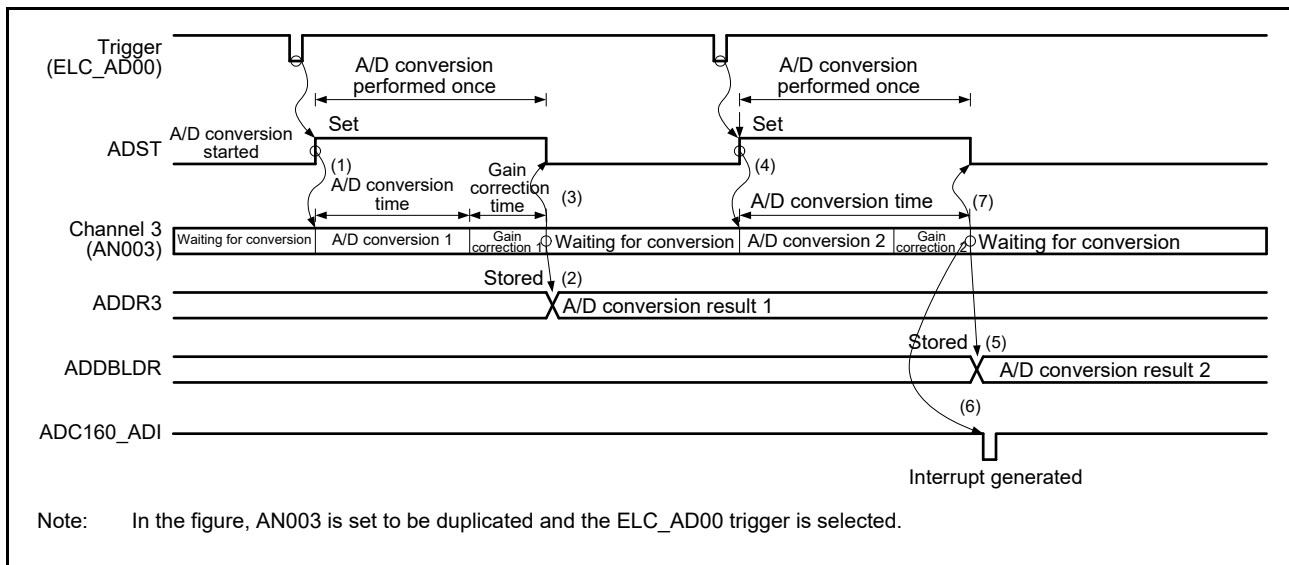 Trigger
(ELC_AD00)
A/D conversion
performed once
A/D conversion
performed once
ADST
A/D conversion
started
Set
Set
(1)
A/D conversion
time
Gain
correction
time
(3)
(4)
A/D conversion time
(7)
Channel 3
(AN003)
Waiting for conversion
A/D conversion 1
Gain
correction 1
Waiting for conversion
A/D conversion 2
Gain
correction 2
Waiting for conversion
Stored
(2)
ADDR3
A/D conversion result 1
Stored
(5)
ADDBLDR
A/D conversion result 2
(6)
ADC160_ADI
Interrupt generated
Note: In the figure, AN003 is set to be duplicated and the ELC_AD00 trigger is selected.